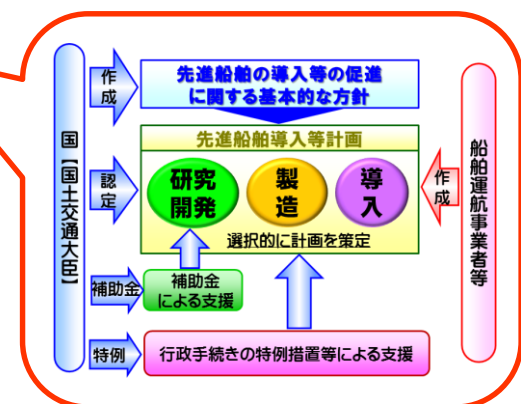 国【国土交通大臣】
作成
先進船舶の導入等の促進
に関する基本的な方針
認定
先進船舶導入等計画
研究
開発
製
造
導
入
選択的に計画を策定
作成
船舶運航事業者等
補助金
補助金
による支援
特例
行政手続きの特例措置等による支援